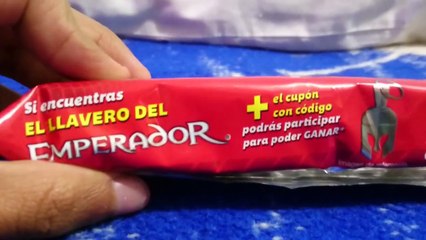 Si encuentras
EL LLAVERO DEL
EMPERADOR®
+ el cupón
con código
podrás participar
para poder GANAR*